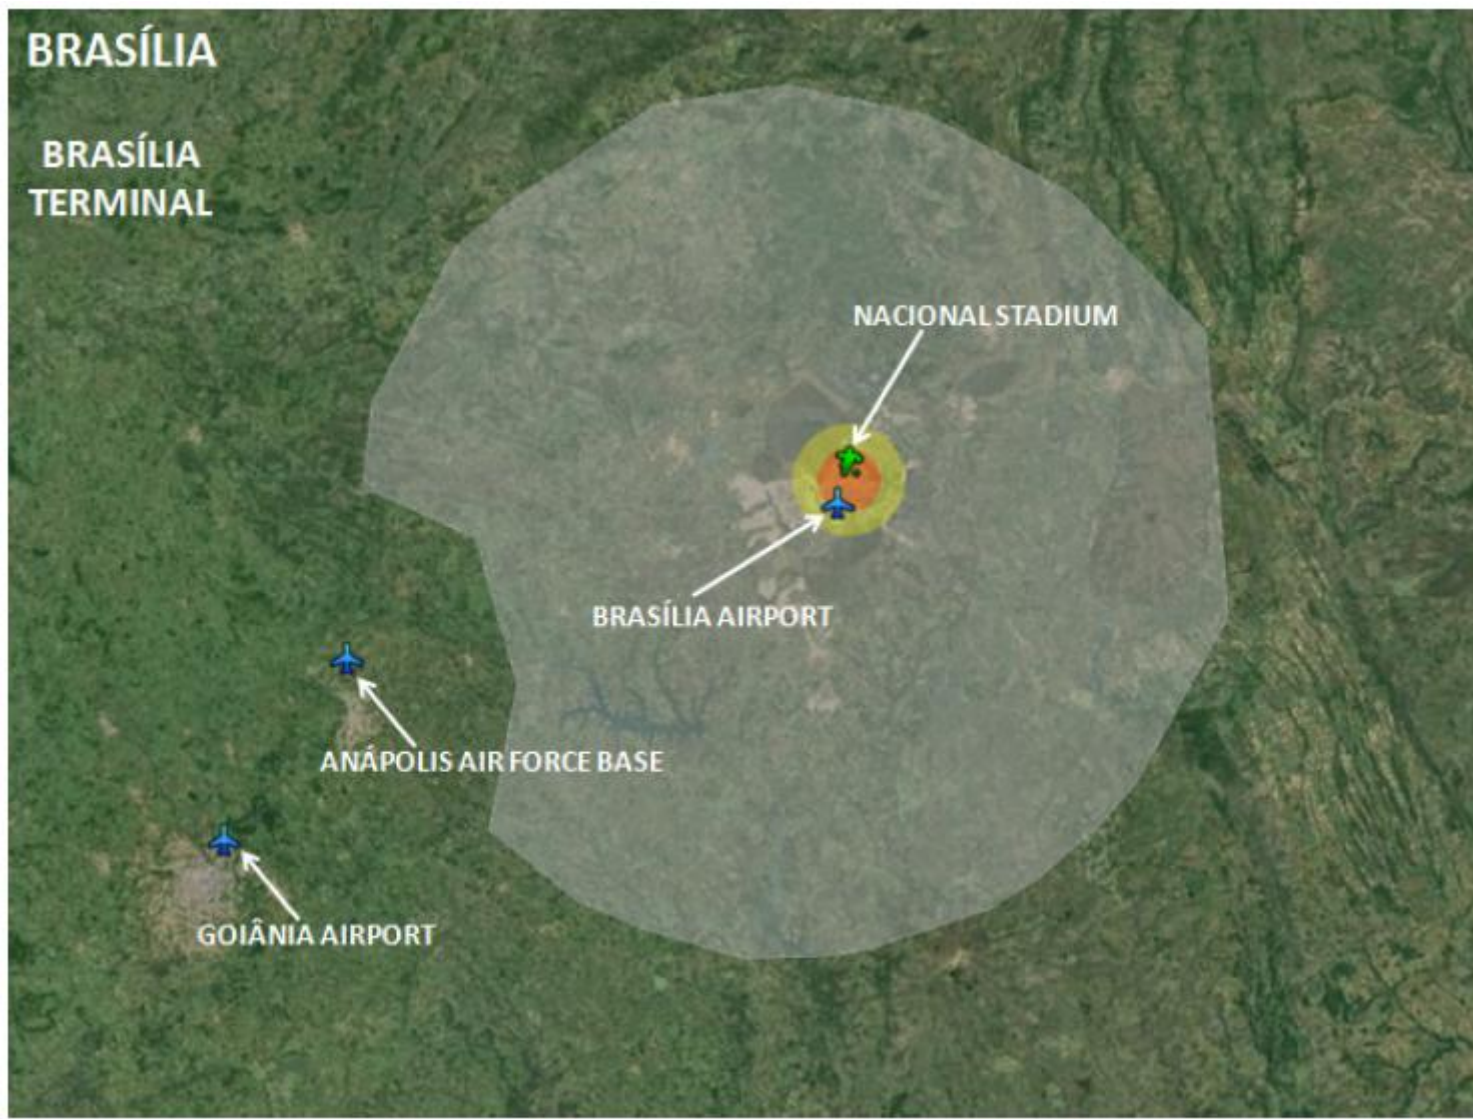 BRASÍLIA
BRASÍLIA
TERMINAL
NACIONAL STADIUM
BRASÍLIA AIRPORT
ANÁPOLIS AIR FORCE BASE
GOIÂNIA AIRPORT